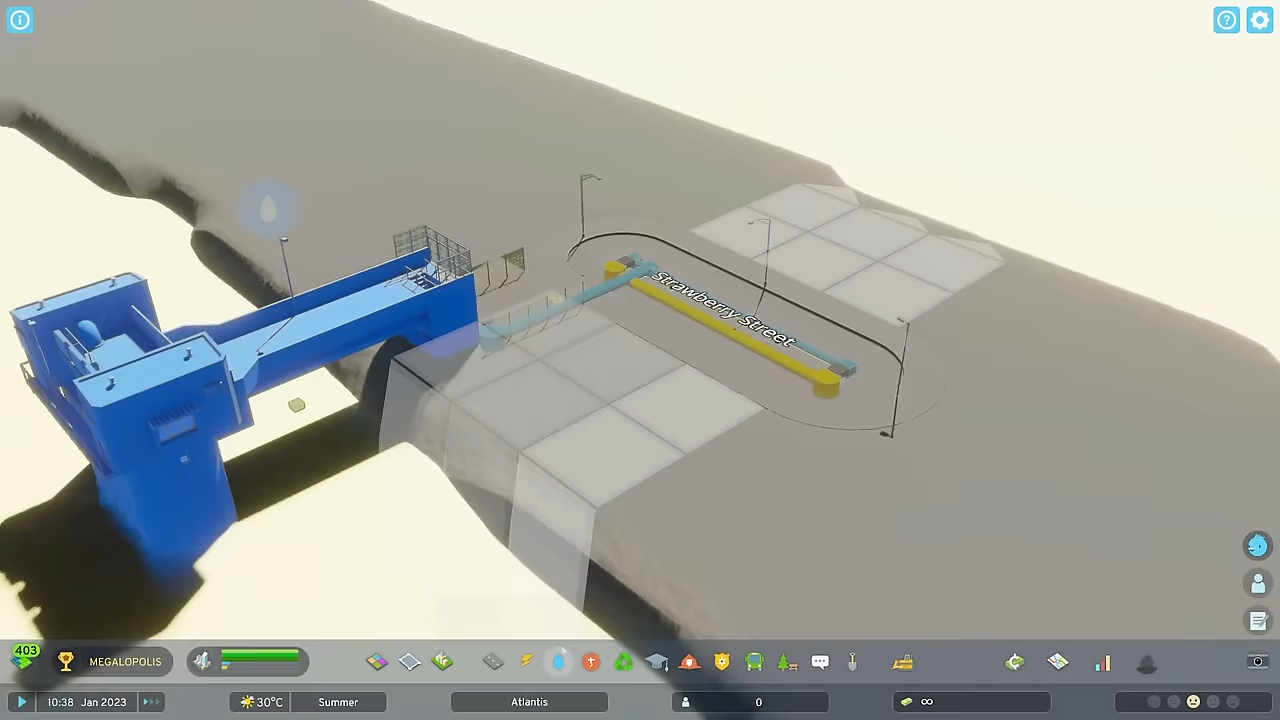 Strawberry Street
403
MEGALOPOLIS
10:38 Jan 2023
30°C
Summer
Atlantis
0
∞